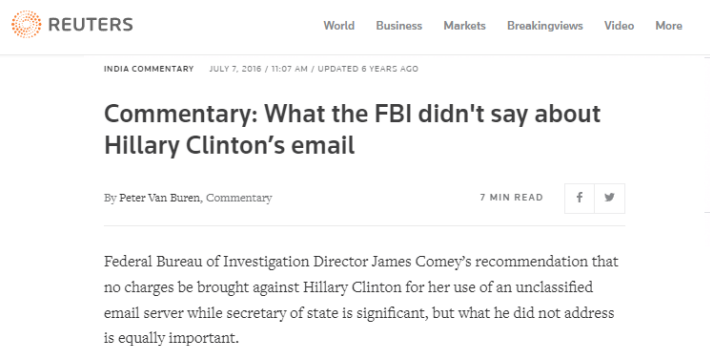 REUTERS
World Business Markets Breakingviews Video More
INDIA COMMENTARY JULY 7, 2016 / 11:07 AM / UPDATED 6 YEARS AGO
Commentary: What the FBI didn't say about
Hillary Clinton’s email
By Peter Van Buren, Commentary
7 MIN READ
Federal Bureau of Investigation Director James Comey’s recommendation that
no charges be brought against Hillary Clinton for her use of an unclassified
email server while secretary of state is significant, but what he did not address
is equally important.